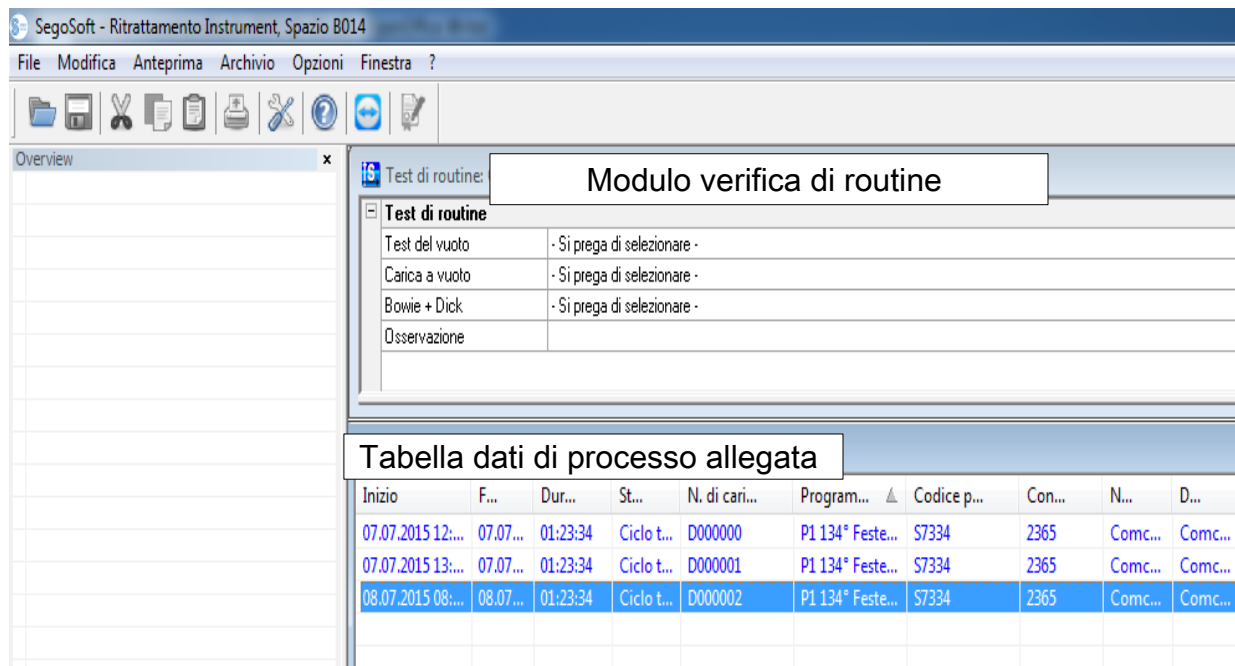 SegoSoft - Ritrattamento Instrument, Spazio B014
File Modifica Anteprima Archivio Opzioni Finestra ?
Overview x
Test di routine:
Modulo verifica di routine
Test di routine
Test del vuoto - Si prega di selezionare -
Carica a vuoto - Si prega di selezionare -
Bowie + Dick - Si prega di selezionare -
Osservazione
Tabella dati di processo allegata
Inizio F... Dur... St... N. di cari... Program... Codice p... Con... N... D...
07.07.2015 12:... 07.07... 01:23:34 Ciclo t... D000000 P1 134° Feste... S7334 2365 Comc... Comc...
07.07.2015 13:... 07.07... 01:23:34 Ciclo t... D000001 P1 134° Feste... S7334 2365 Comc... Comc...
08.07.2015 08:... 08.07... 01:23:34 Ciclo t... D000002 P1 134° Feste... S7334 2365 Comc... Comc...